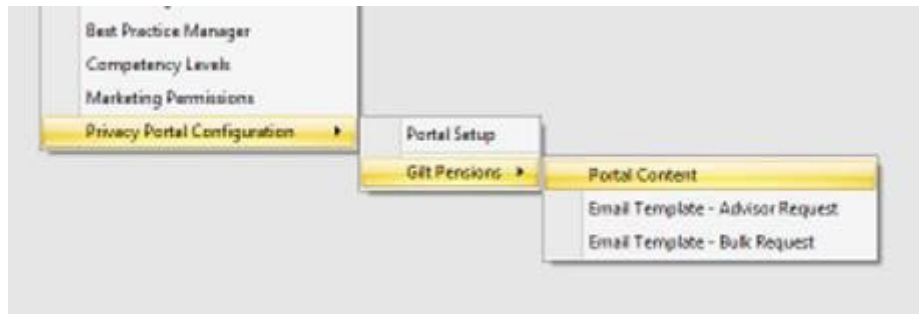 Best Practice Manager
Competency Levels
Marketing Permissions
Privacy Portal Configuration
Portal Setup
Gilt Pensions
Portal Content
Email Template - Advisor Request
Email Template - Bulk Request